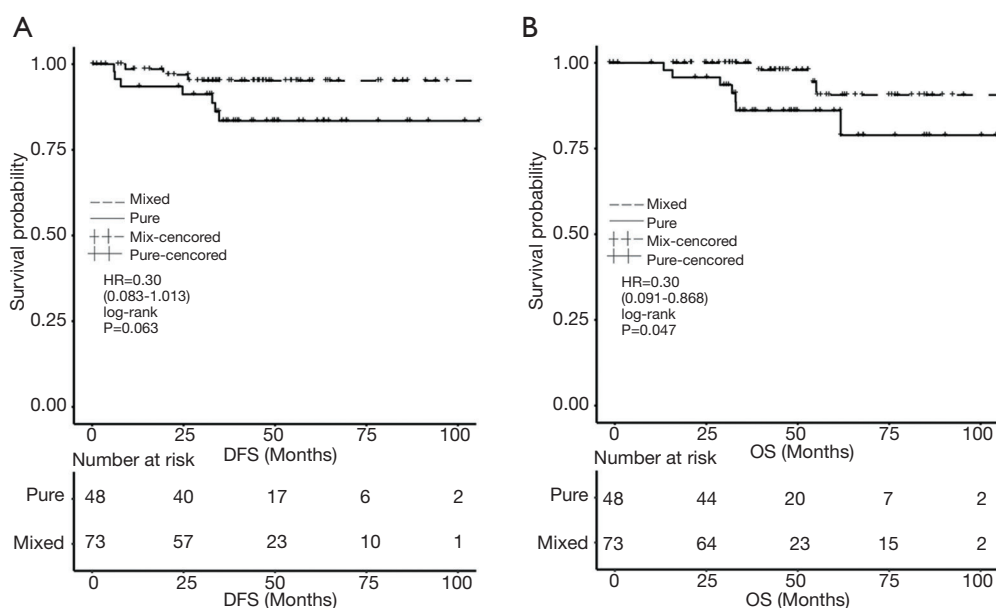 A
1.00
0.75
0.50
0.25
0.00
Survival probability
Mixed
Pure
Mix-cencored
Pure-cencored
HR=0.30
(0.083-1.013)
log-rank
P=0.063
0 25 50 75 100
DFS (Months)
Number at risk
Pure 48 40 17 6 2
Mixed 73 57 23 10 1
0 25 50 75 100
DFS (Months)
B
1.00
0.75
0.50
0.25
0.00
Survival probability
Mixed
Pure
Mix-cencored
Pure-cencored
HR=0.30
(0.091-0.868)
log-rank
P=0.047
0 25 50 75 100
OS (Months)
Number at risk
Pure 48 44 20 7 2
Mixed 73 64 23 15 2
0 25 50 75 100
OS (Months)